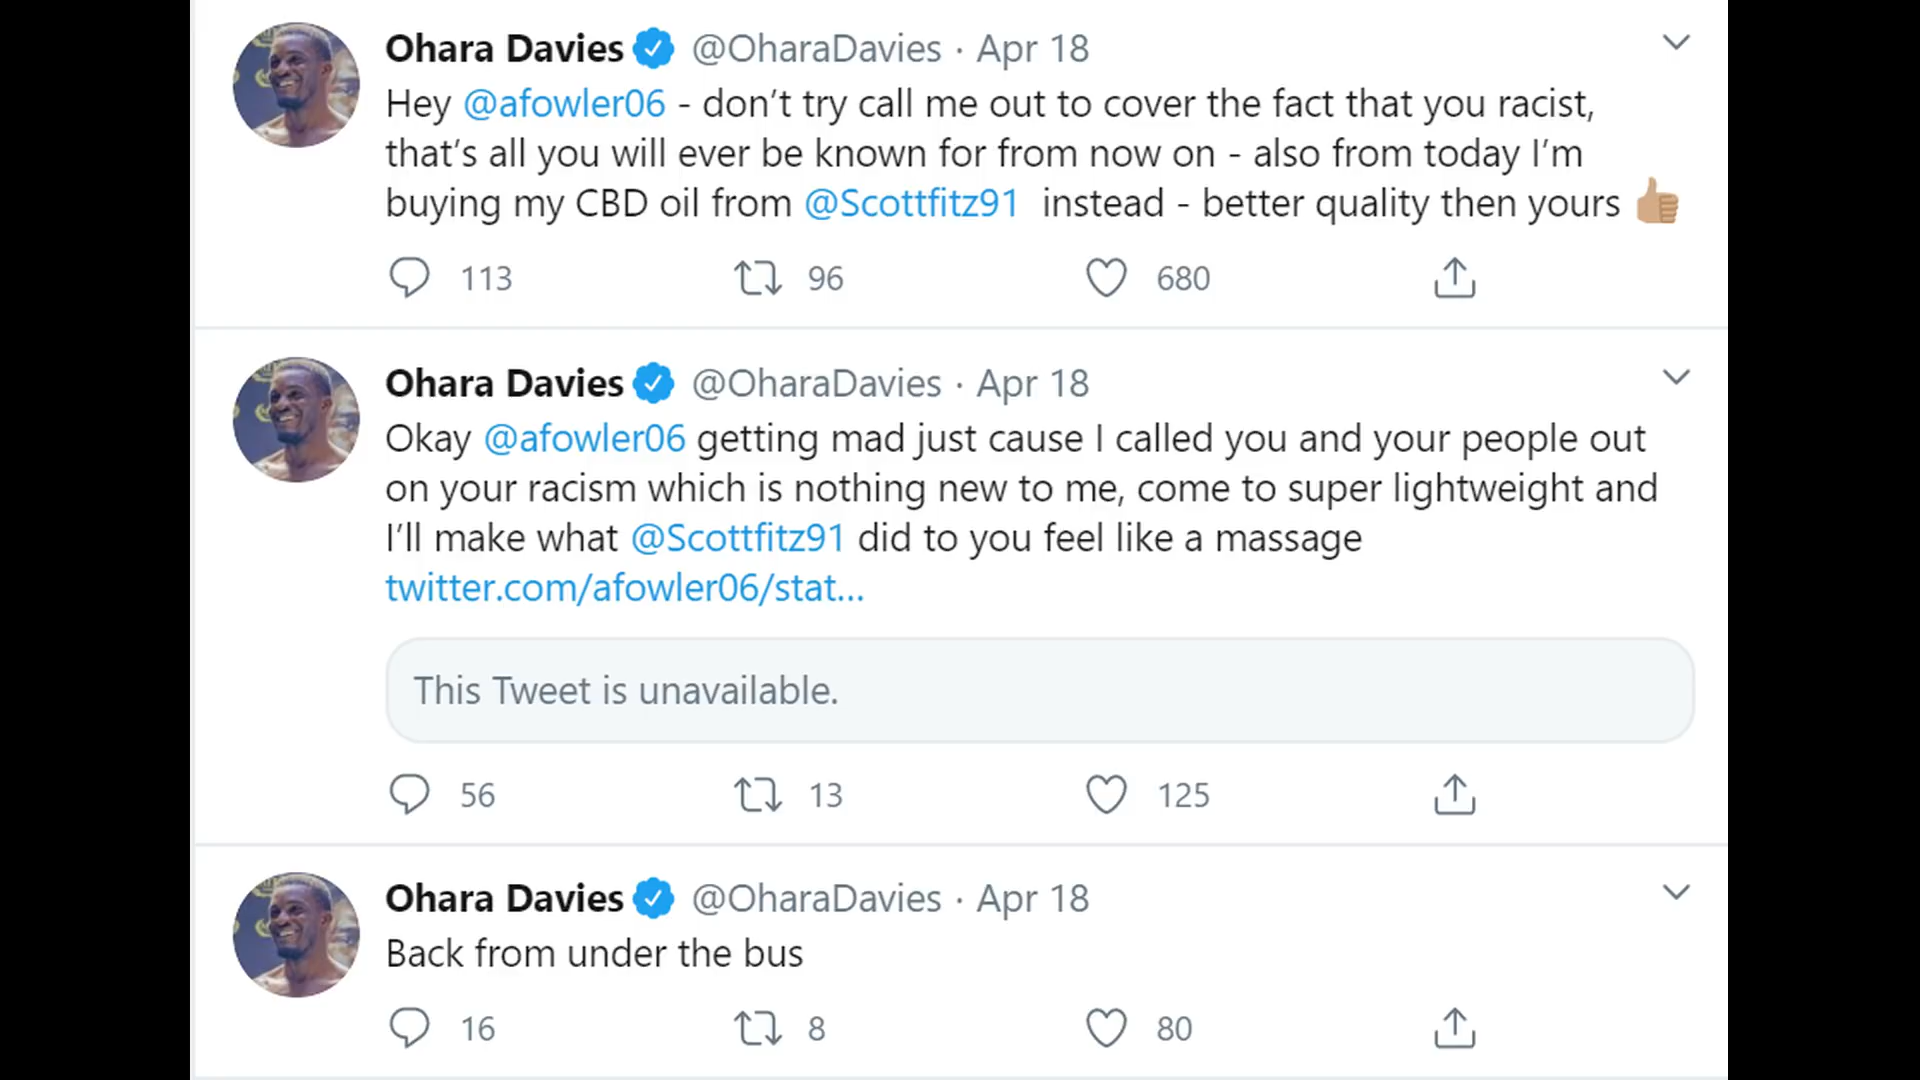 Ohara Davies @OharaDavies · Apr 18
Hey @afowler06 - don’t try call me out to cover the fact that you racist,
that’s all you will ever be known for from now on - also from today I’m
buying my CBD oil from @Scottfitz91 instead - better quality then yours 👍🏽
113 96 680
Ohara Davies @OharaDavies · Apr 18
Okay @afowler06 getting mad just cause I called you and your people out
on your racism which is nothing new to me, come to super lightweight and
I’ll make what @Scottfitz91 did to you feel like a massage
twitter.com/afowler06/stat...
This Tweet is unavailable.
56 13 125
Ohara Davies @OharaDavies · Apr 18
Back from under the bus
16 8 80